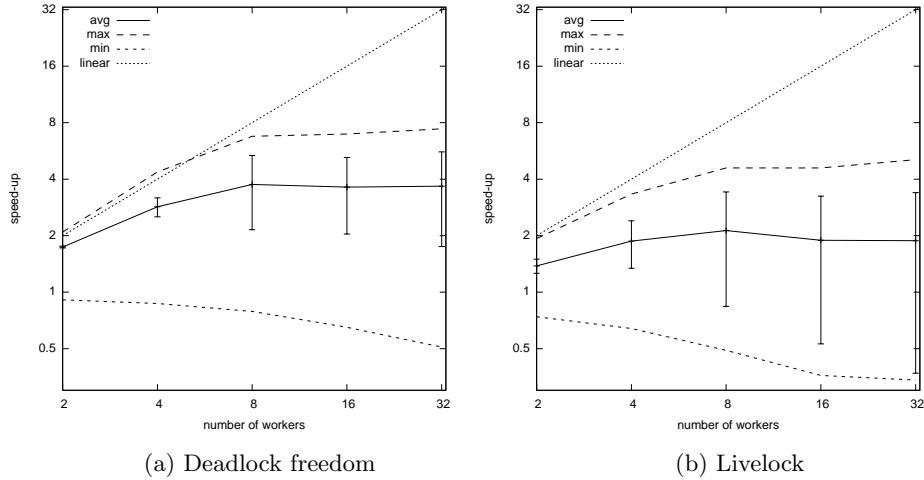 avg
max
min
linear
32
16
8
4
2
1
0.5
speed-up
2 4 8 16 32
number of workers
(a) Deadlock freedom
avg
max
min
linear
32
16
8
4
2
1
0.5
speed-up
2 4 8 16 32
number of workers
(b) Livelock